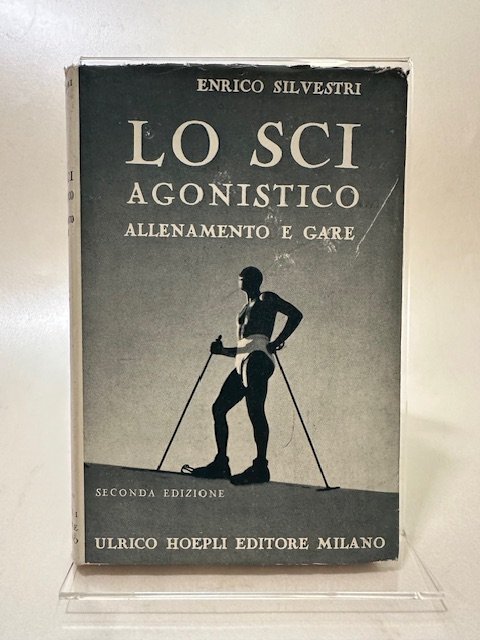 ENRICO SILVESTRI
LO SCI
AGONISTICO
ALLENAMENTO E GARE
SECONDA EDIZIONE
ULRICO HOEPLI EDITORE MILANO